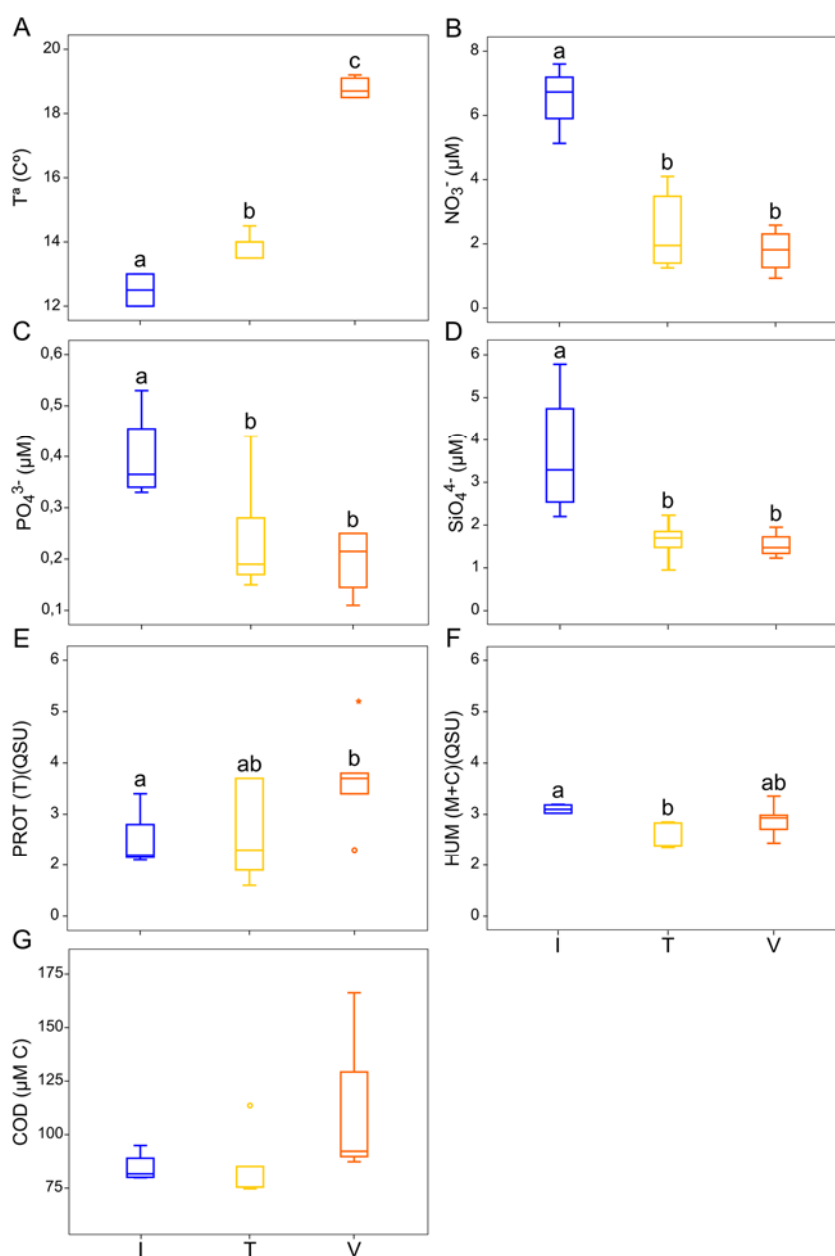 A
Tª (Cº)
20
18
16
14
12
a
b
c
B
NO₃⁻ (µM)
8
6
4
2
0
a
b
b
C
PO₄³⁻ (µM)
0,6
0,5
0,4
0,3
0,2
0,1
a
b
b
D
SiO₄⁴⁻ (µM)
6
5
4
3
2
1
0
a
b
b
E
PROT (T)(QSU)
6
5
4
3
2
0
a
ab
b
F
HUM (M+C)(QSU)
6
5
4
3
2
0
a
b
ab
I T V
G
COD (µM C)
175
150
125
100
75
I T V